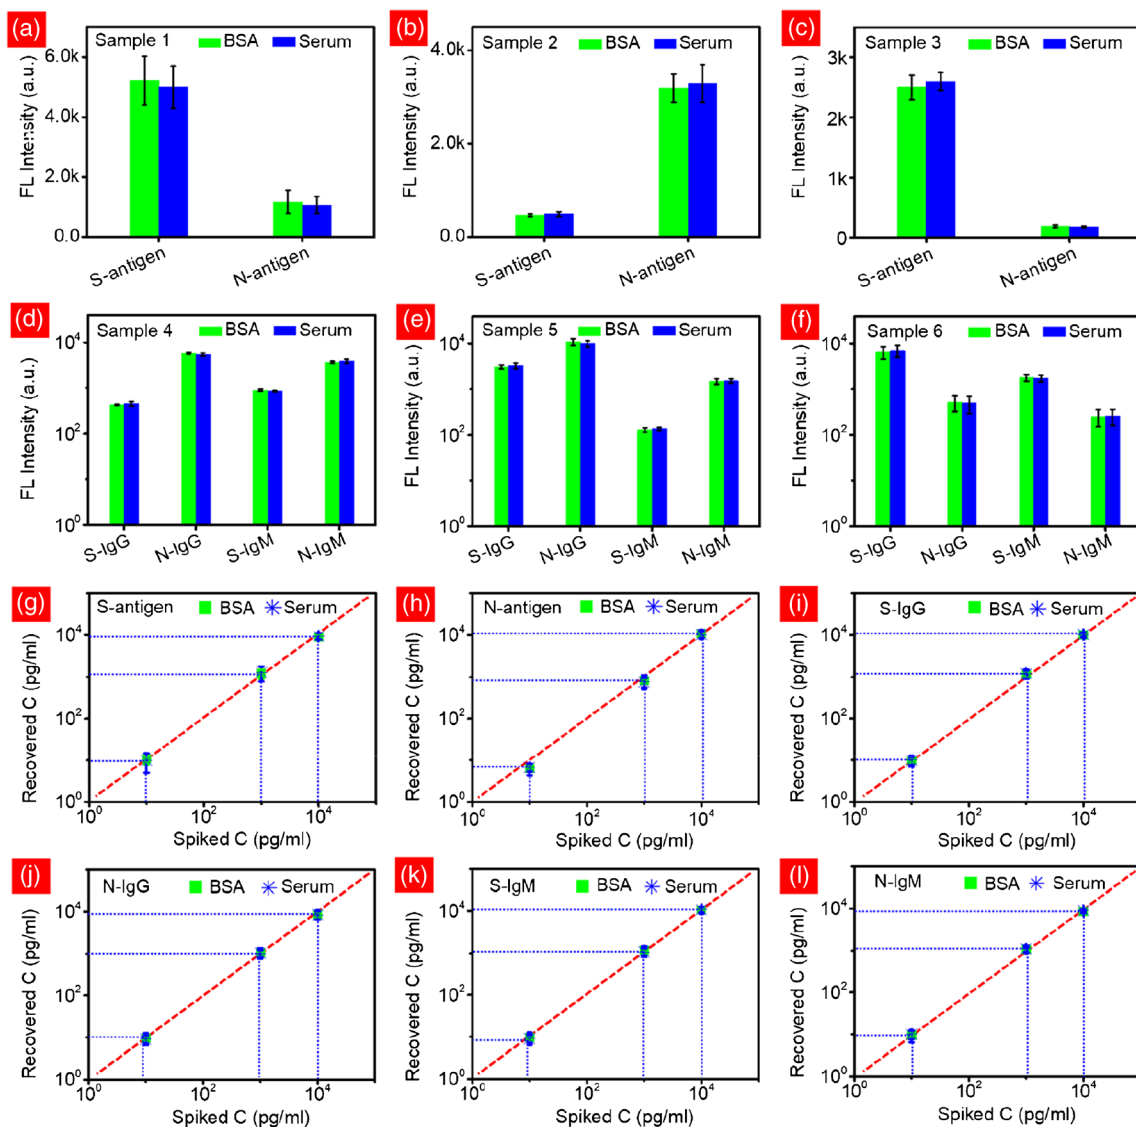 (a)
Sample 1
BSA
Serum
FL Intensity (a.u.)
6.0k
4.0k
2.0k
0.0
S-antigen
N-antigen
(b)
Sample 2
BSA
Serum
FL Intensity (a.u.)
4.0k
2.0k
0.0
S-antigen
N-antigen
(c)
Sample 3
BSA
Serum
FL Intensity (a.u.)
3k
2k
1k
0
S-antigen
N-antigen
(d)
Sample 4
BSA
Serum
FL Intensity (a.u.)
10^4
10^2
10^0
S-IgG
N-IgG
S-IgM
N-IgM
(e)
Sample 5
BSA
Serum
FL Intensity (a.u.)
10^4
10^2
10^0
S-IgG
N-IgG
S-IgM
N-IgM
(f)
Sample 6
BSA
Serum
FL Intensity (a.u.)
10^4
10^2
10^0
S-IgG
N-IgG
S-IgM
N-IgM
(g)
S-antigen
BSA
Serum
Recovered C (pg/ml)
10^4
10^2
10^0
10^0 10^2 10^4
Spiked C (pg/ml)
(h)
N-antigen
BSA
Serum
Recovered C (pg/ml)
10^4
10^2
10^0
10^0 10^2 10^4
Spiked C (pg/ml)
(i)
S-IgG
BSA
Serum
Recovered C (pg/ml)
10^4
10^2
10^0
10^0 10^2 10^4
Spiked C (pg/ml)
(j)
N-IgG
BSA
Serum
Recovered C (pg/ml)
10^4
10^2
10^0
10^0 10^2 10^4
Spiked C (pg/ml)
(k)
S-IgM
BSA
Serum
Recovered C (pg/ml)
10^4
10^2
10^0
10^0 10^2 10^4
Spiked C (pg/ml)
(l)
N-IgM
BSA
Serum
Recovered C (pg/ml)
10^4
10^2
10^0
10^0 10^2 10^4
Spiked C (pg/ml)